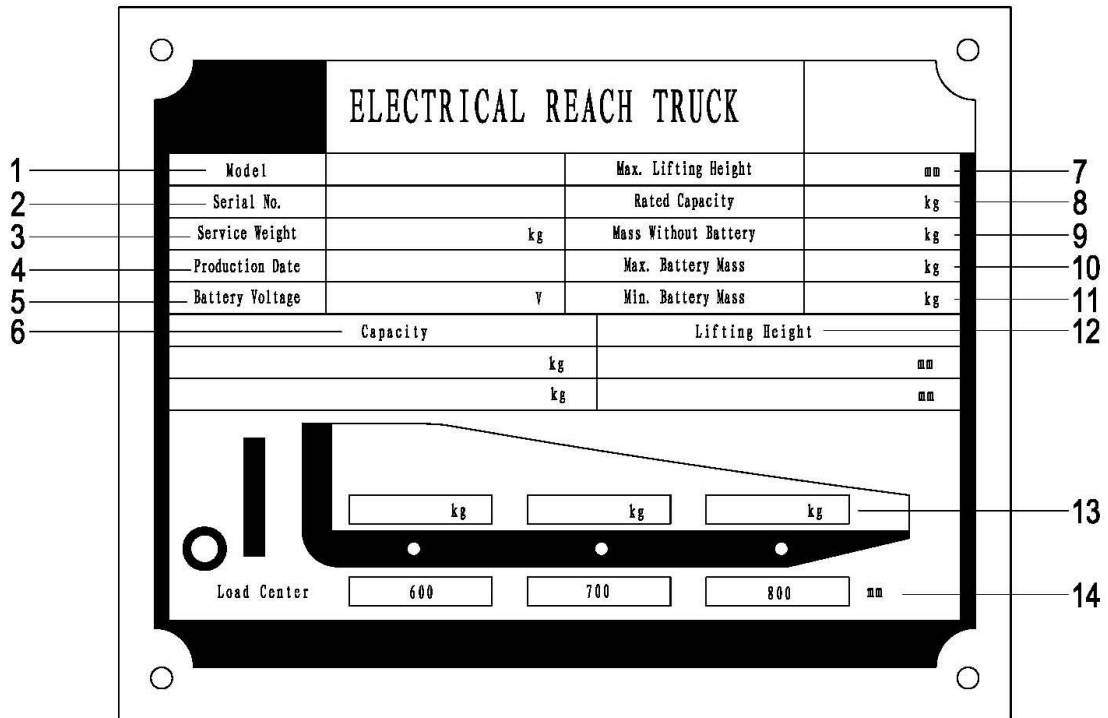 ELECTRICAL REACH TRUCK
1 Model Max. Lifting Height mm 7
2 Serial No. Rated Capacity kg 8
3 Service Weight kg Mass Without Battery kg 9
4 Production Date Max. Battery Mass kg 10
5 Battery Voltage V Min. Battery Mass kg 11
6 Capacity Lifting Height 12
kg mm
kg mm
kg kg kg 13
Load Center 600 700 800 mm 14